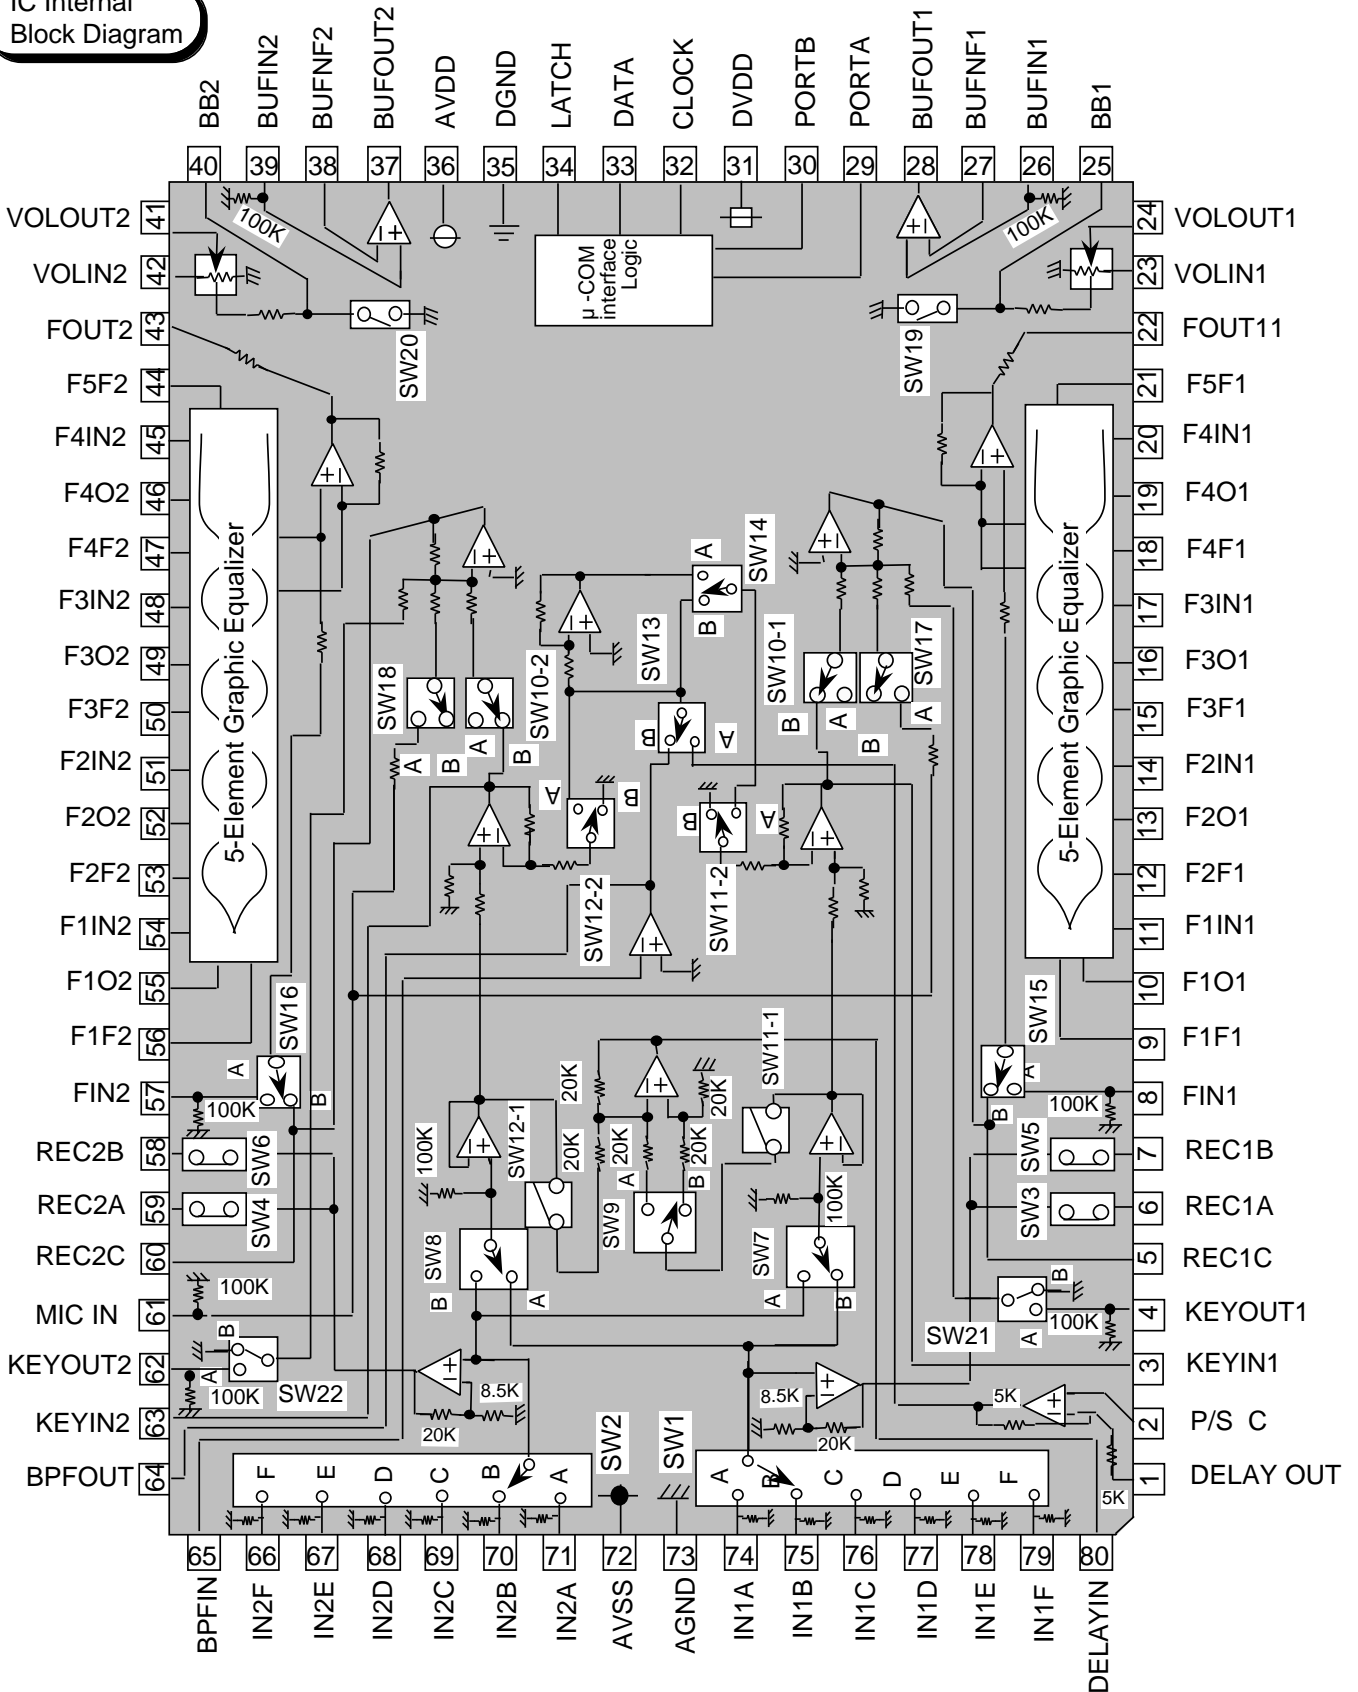 IC Internal
Block Diagram
BB2
BUFIN2
BUFNF2
BUFOUT2
AVDD
DGND
LATCH
DATA
CLOCK
DVDD
PORTB
PORTA
BUFOUT1
BUFNF1
BUFIN1
BB1
40 39 38 37 36 35 34 33 32 31 30 29 28 27 26 25
VOLOUT2 41
VOLIN2 42
FOUT2 43
F5F2 44
F4IN2 45
F4O2 46
F4F2 47
F3IN2 48
F3O2 49
F3F2 50
F2IN2 51
F2O2 52
F2F2 53
F1IN2 54
F1O2 55
F1F2 56
FIN2 57
REC2B 58
REC2A 59
REC2C 60
MIC IN 61
KEYOUT2 62
KEYIN2 63
BPFOUT 64
24 VOLOUT1
23 VOLIN1
22 FOUT11
21 F5F1
20 F4IN1
19 F4O1
18 F4F1
17 F3IN1
16 F3O1
15 F3F1
14 F2IN1
13 F2O1
12 F2F1
11 F1IN1
10 F1O1
9 F1F1
8 FIN1
7 REC1B
6 REC1A
5 REC1C
4 KEYOUT1
3 KEYIN1
2 P/S C
1 DELAY OUT
100K
100K
μ-COM
interface
Logic
SW20
SW19
5-Element Graphic Equalizer
5-Element Graphic Equalizer
SW14
A
B
SW13
B
A
SW10-1
B
A
SW17
A
B
SW18
A
B
SW10-2
A
B
A
B
SW12-2
B
A
SW11-2
SW16
A
B
100K
SW15
A
B
100K
SW6
SW4
SW5
SW3
100K
SW12-1
20K
20K
20K
20K
20K
SW11-1
A
B
SW9
100K
SW8
B
A
SW7
A
B
100K
B
A
100K
SW22
SW21
B
A
100K
8.5K
20K
8.5K
20K
5K
5K
SW2
SW1
F E D C B A
A B C D E F
65 66 67 68 69 70 71 72 73 74 75 76 77 78 79 80
BPFIN
IN2F
IN2E
IN2D
IN2C
IN2B
IN2A
AVSS
AGND
IN1A
IN1B
IN1C
IN1D
IN1E
IN1F
DELAYIN